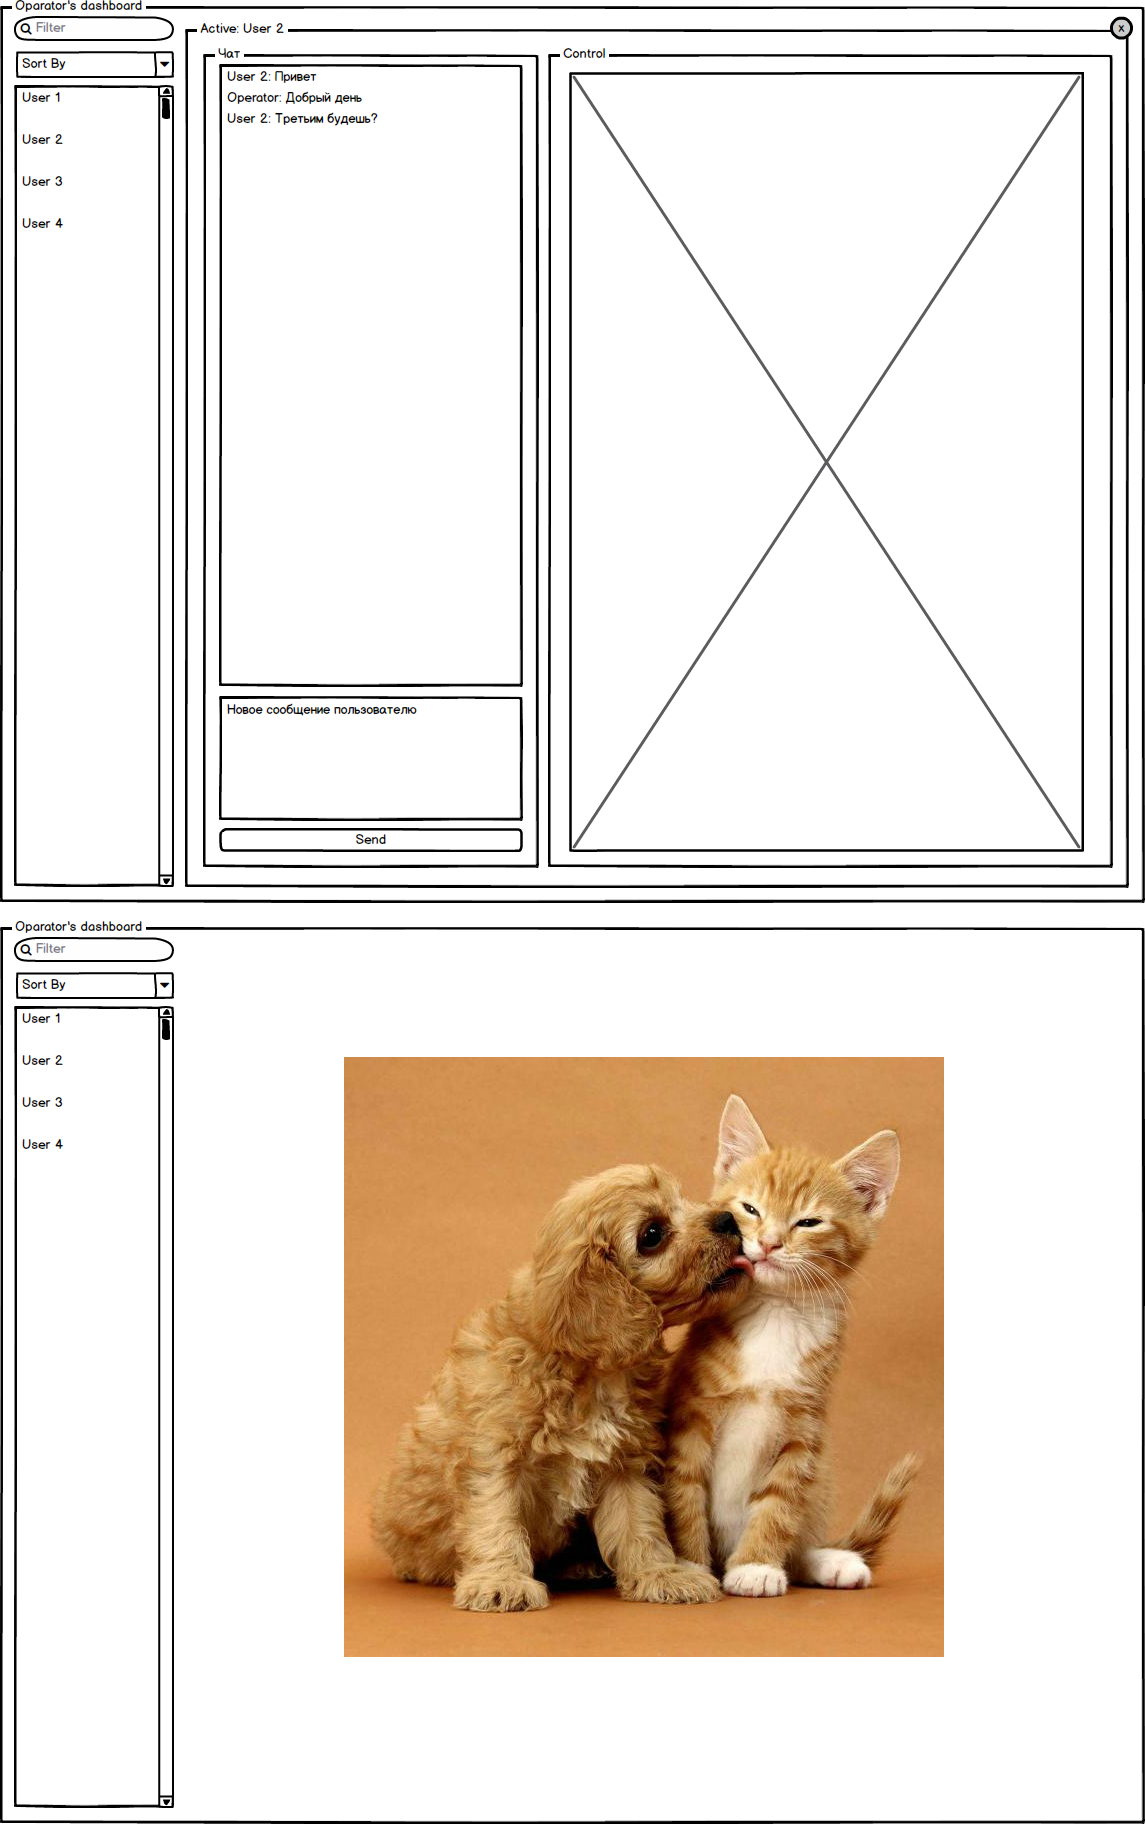 Oparator's dashboard
Filter
Sort By
User 1
User 2
User 3
User 4
Active: User 2
x
Чат
User 2: Привет
Operator: Добрый день
User 2: Третьим будешь?
Новое сообщение пользователю
Send
Control
Oparator's dashboard
Filter
Sort By
User 1
User 2
User 3
User 4